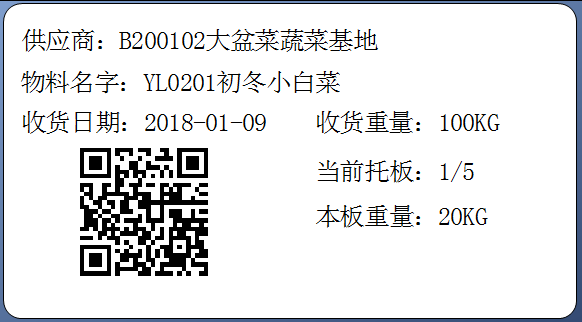 供应商：B200102大盆菜蔬菜基地
物料名字：YL0201初冬小白菜
收货日期：2018-01-09 收货重量：100KG
当前托板：1/5
本板重量：20KG